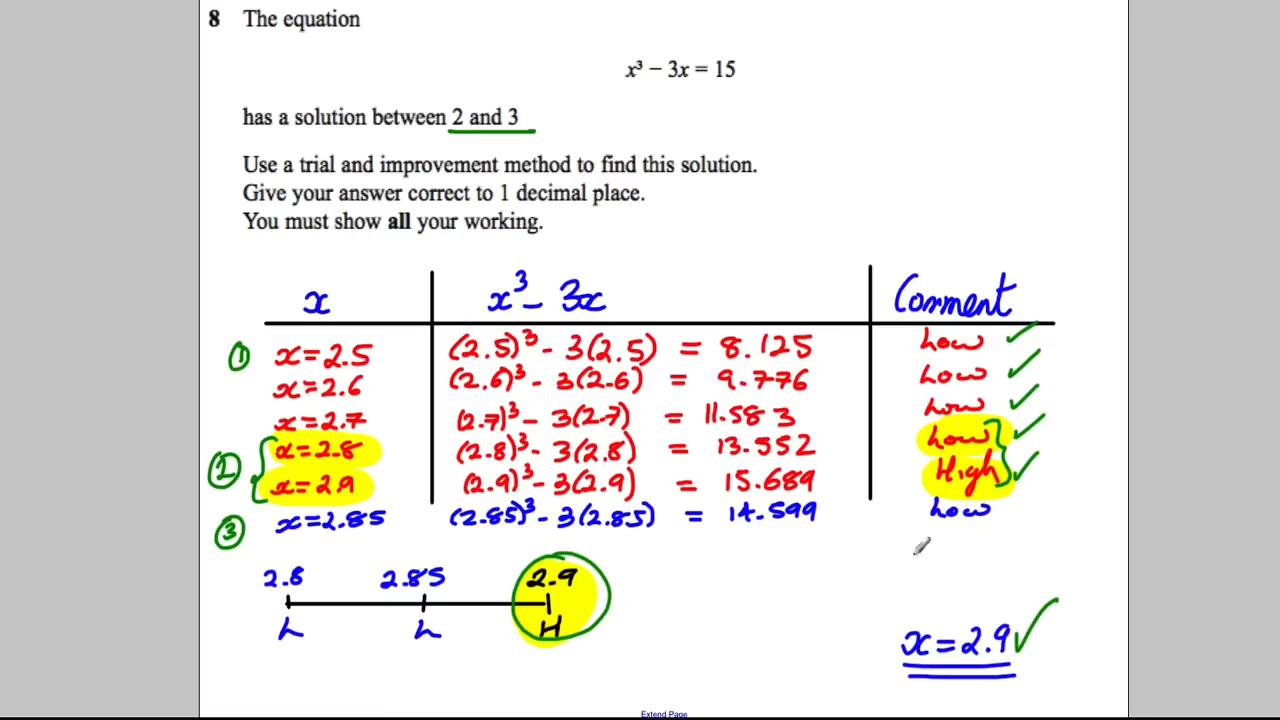 8 The equation
x³ − 3x = 15
has a solution between 2 and 3
Use a trial and improvement method to find this solution.
Give your answer correct to 1 decimal place.
You must show all your working.
x x³ - 3x Comment
① x=2.5 (2.5)³ - 3(2.5) = 8.125 Low ✓
x=2.6 (2.6)³ - 3(2.6) = 9.776 Low ✓
x=2.7 (2.7)³ - 3(2.7) = 11.583 Low ✓
② x=2.8 (2.8)³ - 3(2.8) = 13.552 Low ✓
x=2.9 (2.9)³ - 3(2.9) = 15.689 High ✓
③ x=2.85 (2.85)³ - 3(2.85) = 14.599 Low
2.8 2.85 2.9
L L H
x=2.9 ✓
Extend Page